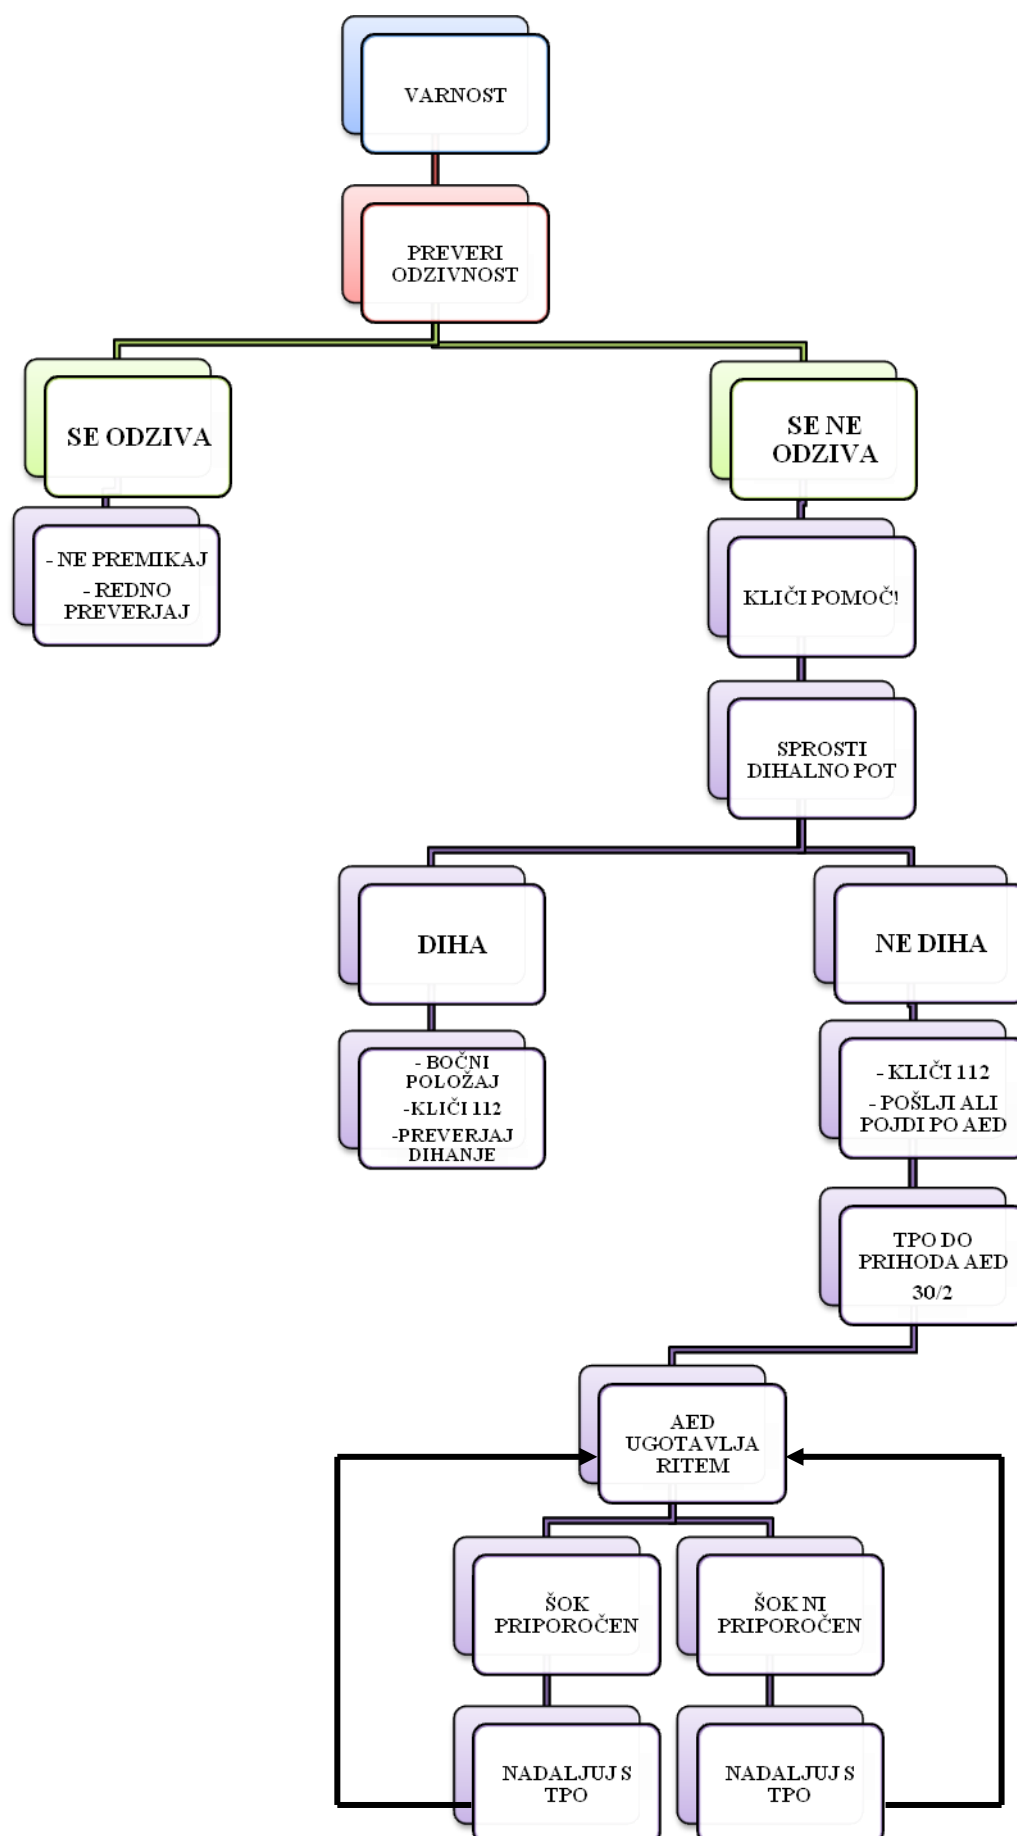 VARNOST
PREVERI
ODZIVNOST
SE ODZIVA
SE NE
ODZIVA
- NE PREMIKAJ
- REDNO
PREVERJAJ
KLIČI POMOČ!
SPROSTI
DIHALNO POT
DIHA
NE DIHA
- BOČNI
POLOŽAJ
-KLIČI 112
-PREVERJAJ
DIHANJE
- KLIČI 112
- POŠLJI ALI
POJDI PO AED
TPO DO
PRIHODA AED
30/2
AED
UGOTAVLJA
RITEM
ŠOK
PRIPOROČEN
ŠOK NI
PRIPOROČEN
NADALJUJ S
TPO
NADALJUJ S
TPO